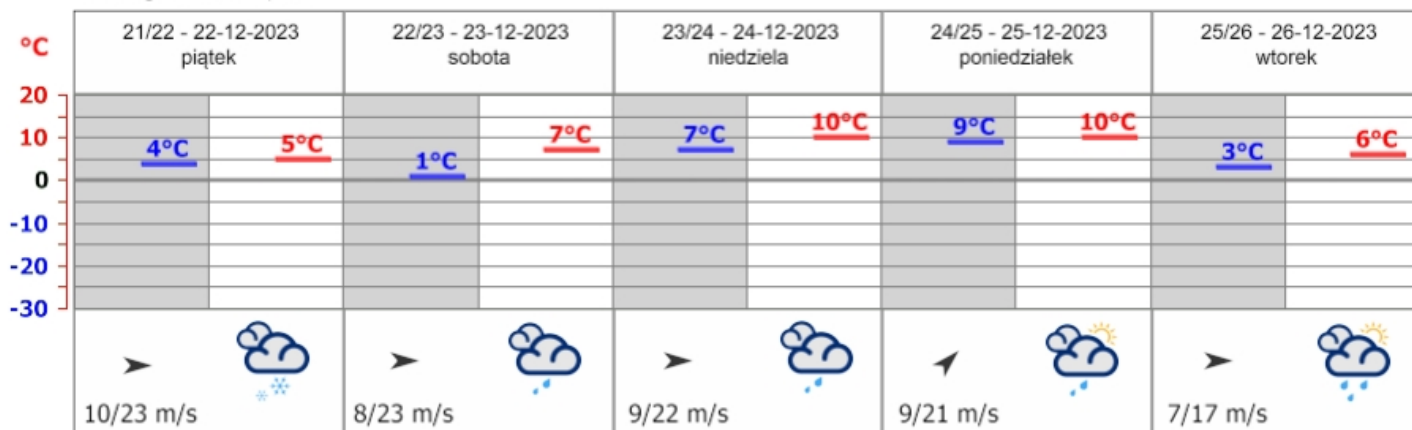 °C
21/22 - 22-12-2023
piątek
22/23 - 23-12-2023
sobota
23/24 - 24-12-2023
niedziela
24/25 - 25-12-2023
poniedziałek
25/26 - 26-12-2023
wtorek
20
10
0
-10
-20
-30
4°C 5°C 1°C 7°C 7°C 10°C 9°C 10°C 3°C 6°C
10/23 m/s 8/23 m/s 9/22 m/s 9/21 m/s 7/17 m/s